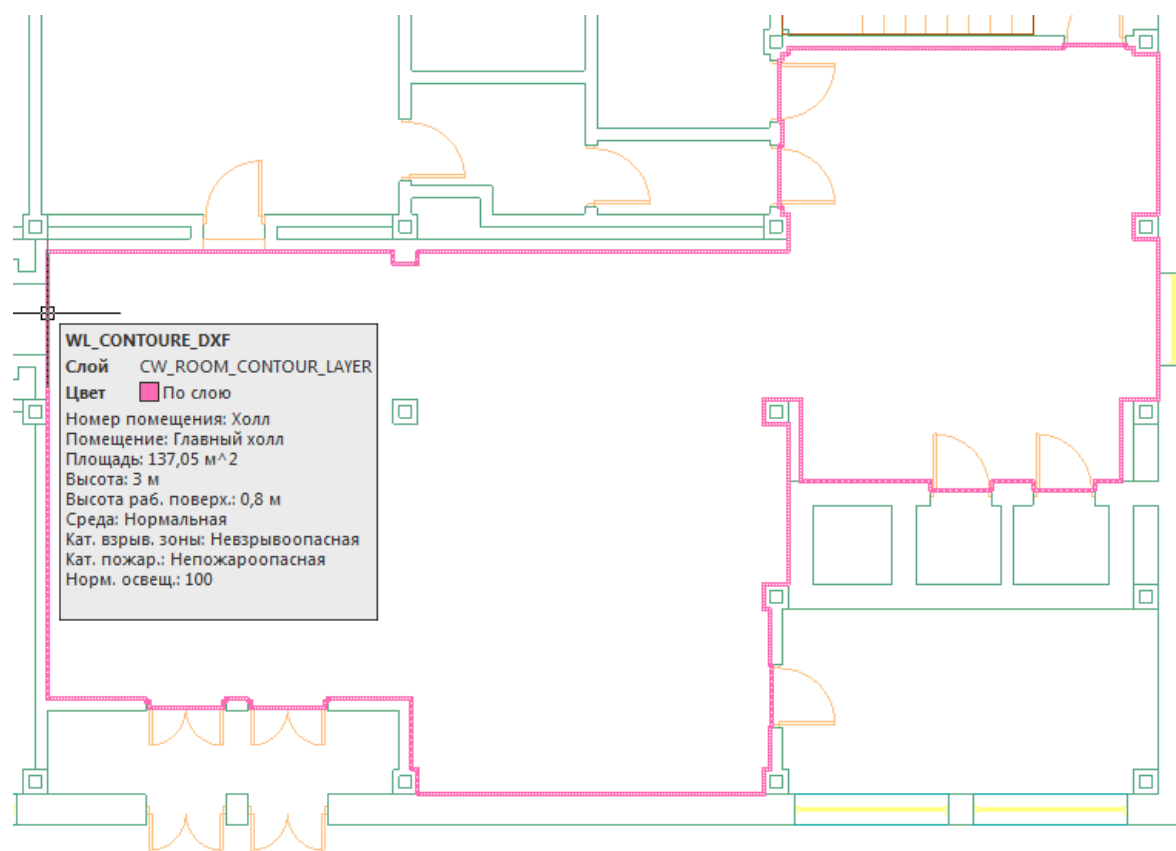 WL_CONTOURE_DXF
Слой CW_ROOM_CONTOUR_LAYER
Цвет По слою
Номер помещения: Холл
Помещение: Главный холл
Площадь: 137,05 м^2
Высота: 3 м
Высота раб. поверх.: 0,8 м
Среда: Нормальная
Кат. взрыв. зоны: Невзрывоопасная
Кат. пожар.: Непожароопасная
Норм. освещ.: 100